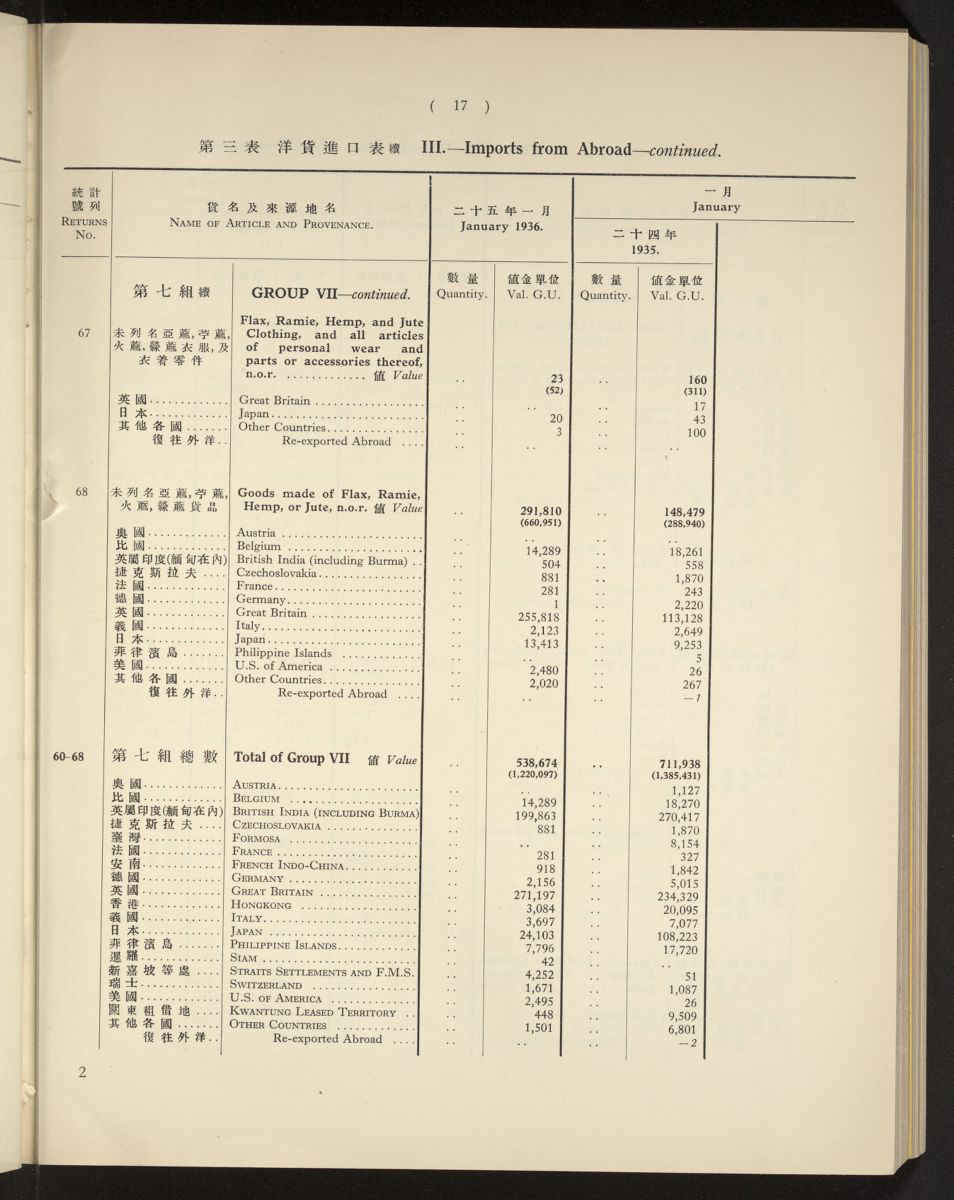 ( 17 )
第三表 洋貨進口表續 III.—Imports from Abroad—continued.
統計號列 RETURNS No.
貨名及來源地名 NAME OF ARTICLE AND PROVENANCE.
二十五年一月 January 1936.
一月 January
二十四年 1935.
數量 Quantity. 値金單位 Val. G.U. 數量 Quantity. 値金單位 Val. G.U.
第七組續 GROUP VII—continued.
67 未列名亞蔴,苧蔴, Flax, Ramie, Hemp, and Jute
火蔴,䔳蔴衣服,及 Clothing, and all articles
衣着零件 of personal wear and
parts or accessories thereof,
n.o.r. ............. 値 Value .. 23 .. 160
(52) (311)
英國............. Great Britain ................ .. .. .. 17
日本............. Japan........................ .. 20 .. 43
其他各國....... Other Countries............... .. 3 .. 100
復往外洋.. Re-exported Abroad .... .. .. .. ..
68 未列名亞蔴,苧蔴, Goods made of Flax, Ramie,
火蔴,䔳蔴貨品 Hemp, or Jute, n.o.r. 値 Value .. 291,810 .. 148,479
(660,951) (288,940)
奧國............. Austria ...................... .. .. .. ..
比國............. Belgium ..................... .. 14,289 .. 18,261
英屬印度(緬甸在內) British India (including Burma) .. .. 504 .. 558
捷克斯拉夫.... Czechoslovakia................ .. 881 .. 1,870
法國............. France....................... .. 281 .. 243
德國............. Germany..................... .. 1 .. 2,220
英國............. Great Britain ................. .. 255,818 .. 113,128
義國............. Italy......................... .. 2,123 .. 2,649
日本............. Japan........................ .. 13,413 .. 9,253
菲律濱島....... Philippine Islands ............ .. .. .. 5
美國............. U.S. of America .............. .. 2,480 .. 26
其他各國....... Other Countries............... .. 2,020 .. 267
復往外洋.. Re-exported Abroad .... .. .. .. —1
60–68 第七組總數 Total of Group VII 値 Value .. 538,674 .. 711,938
(1,220,097) (1,385,431)
奧國............. AUSTRIA...................... .. .. .. 1,127
比國............. BELGIUM .................... .. 14,289 .. 18,270
英屬印度(緬甸在內) BRITISH INDIA (INCLUDING BURMA) .. 199,863 .. 270,417
捷克斯拉夫.... CZECHOSLOVAKIA .............. .. 881 .. 1,870
臺灣............. FORMOSA .................... .. .. .. 8,154
法國............. FRANCE ...................... .. 281 .. 327
安南............. FRENCH INDO-CHINA............ .. 918 .. 1,842
德國............. GERMANY .................... .. 2,156 .. 5,015
英國............. GREAT BRITAIN ............... .. 271,197 .. 234,329
香港............. HONGKONG .................. .. 3,084 .. 20,095
義國............. ITALY........................ .. 3,697 .. 7,077
日本............. JAPAN ....................... .. 24,103 .. 108,223
菲律濱島....... PHILIPPINE ISLANDS............. .. 7,796 .. 17,720
暹羅............. SIAM ........................ .. 42 .. ..
新嘉坡等處.... STRAITS SETTLEMENTS AND F.M.S. .. 4,252 .. 51
瑞士............. SWITZERLAND ................ .. 1,671 .. 1,087
美國............. U.S. OF AMERICA .............. .. 2,495 .. 26
關東租借地.... KWANTUNG LEASED TERRITORY .. .. 448 .. 9,509
其他各國....... OTHER COUNTRIES ............ .. 1,501 .. 6,801
復往外洋.. Re-exported Abroad .... .. .. .. —2
2